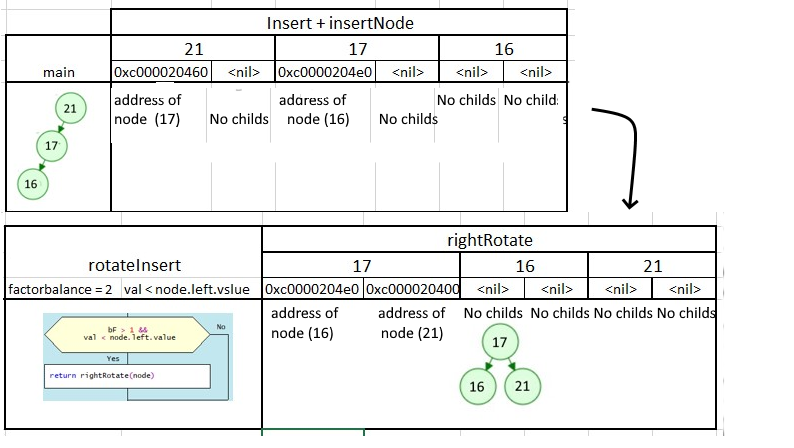 Insert + insertNode
21 17 16
main 0xc000020460 <nil> 0xc0000204e0 <nil> <nil> <nil>
address of node (17)
No childs
address of node (16)
No childs
No childs
No childs
21
17
16
rightRotate
rotateInsert 17 16 21
factorbalance = 2 val < node.left.vslue 0xc0000204e0 0xc000020400 <nil> <nil> <nil> <nil>
address of node (16)
address of node (21)
No childs No childs No childs No childs
bF > 1 &&
val < node.left.value
No
Yes
return rightRotate(node)
17
16 21